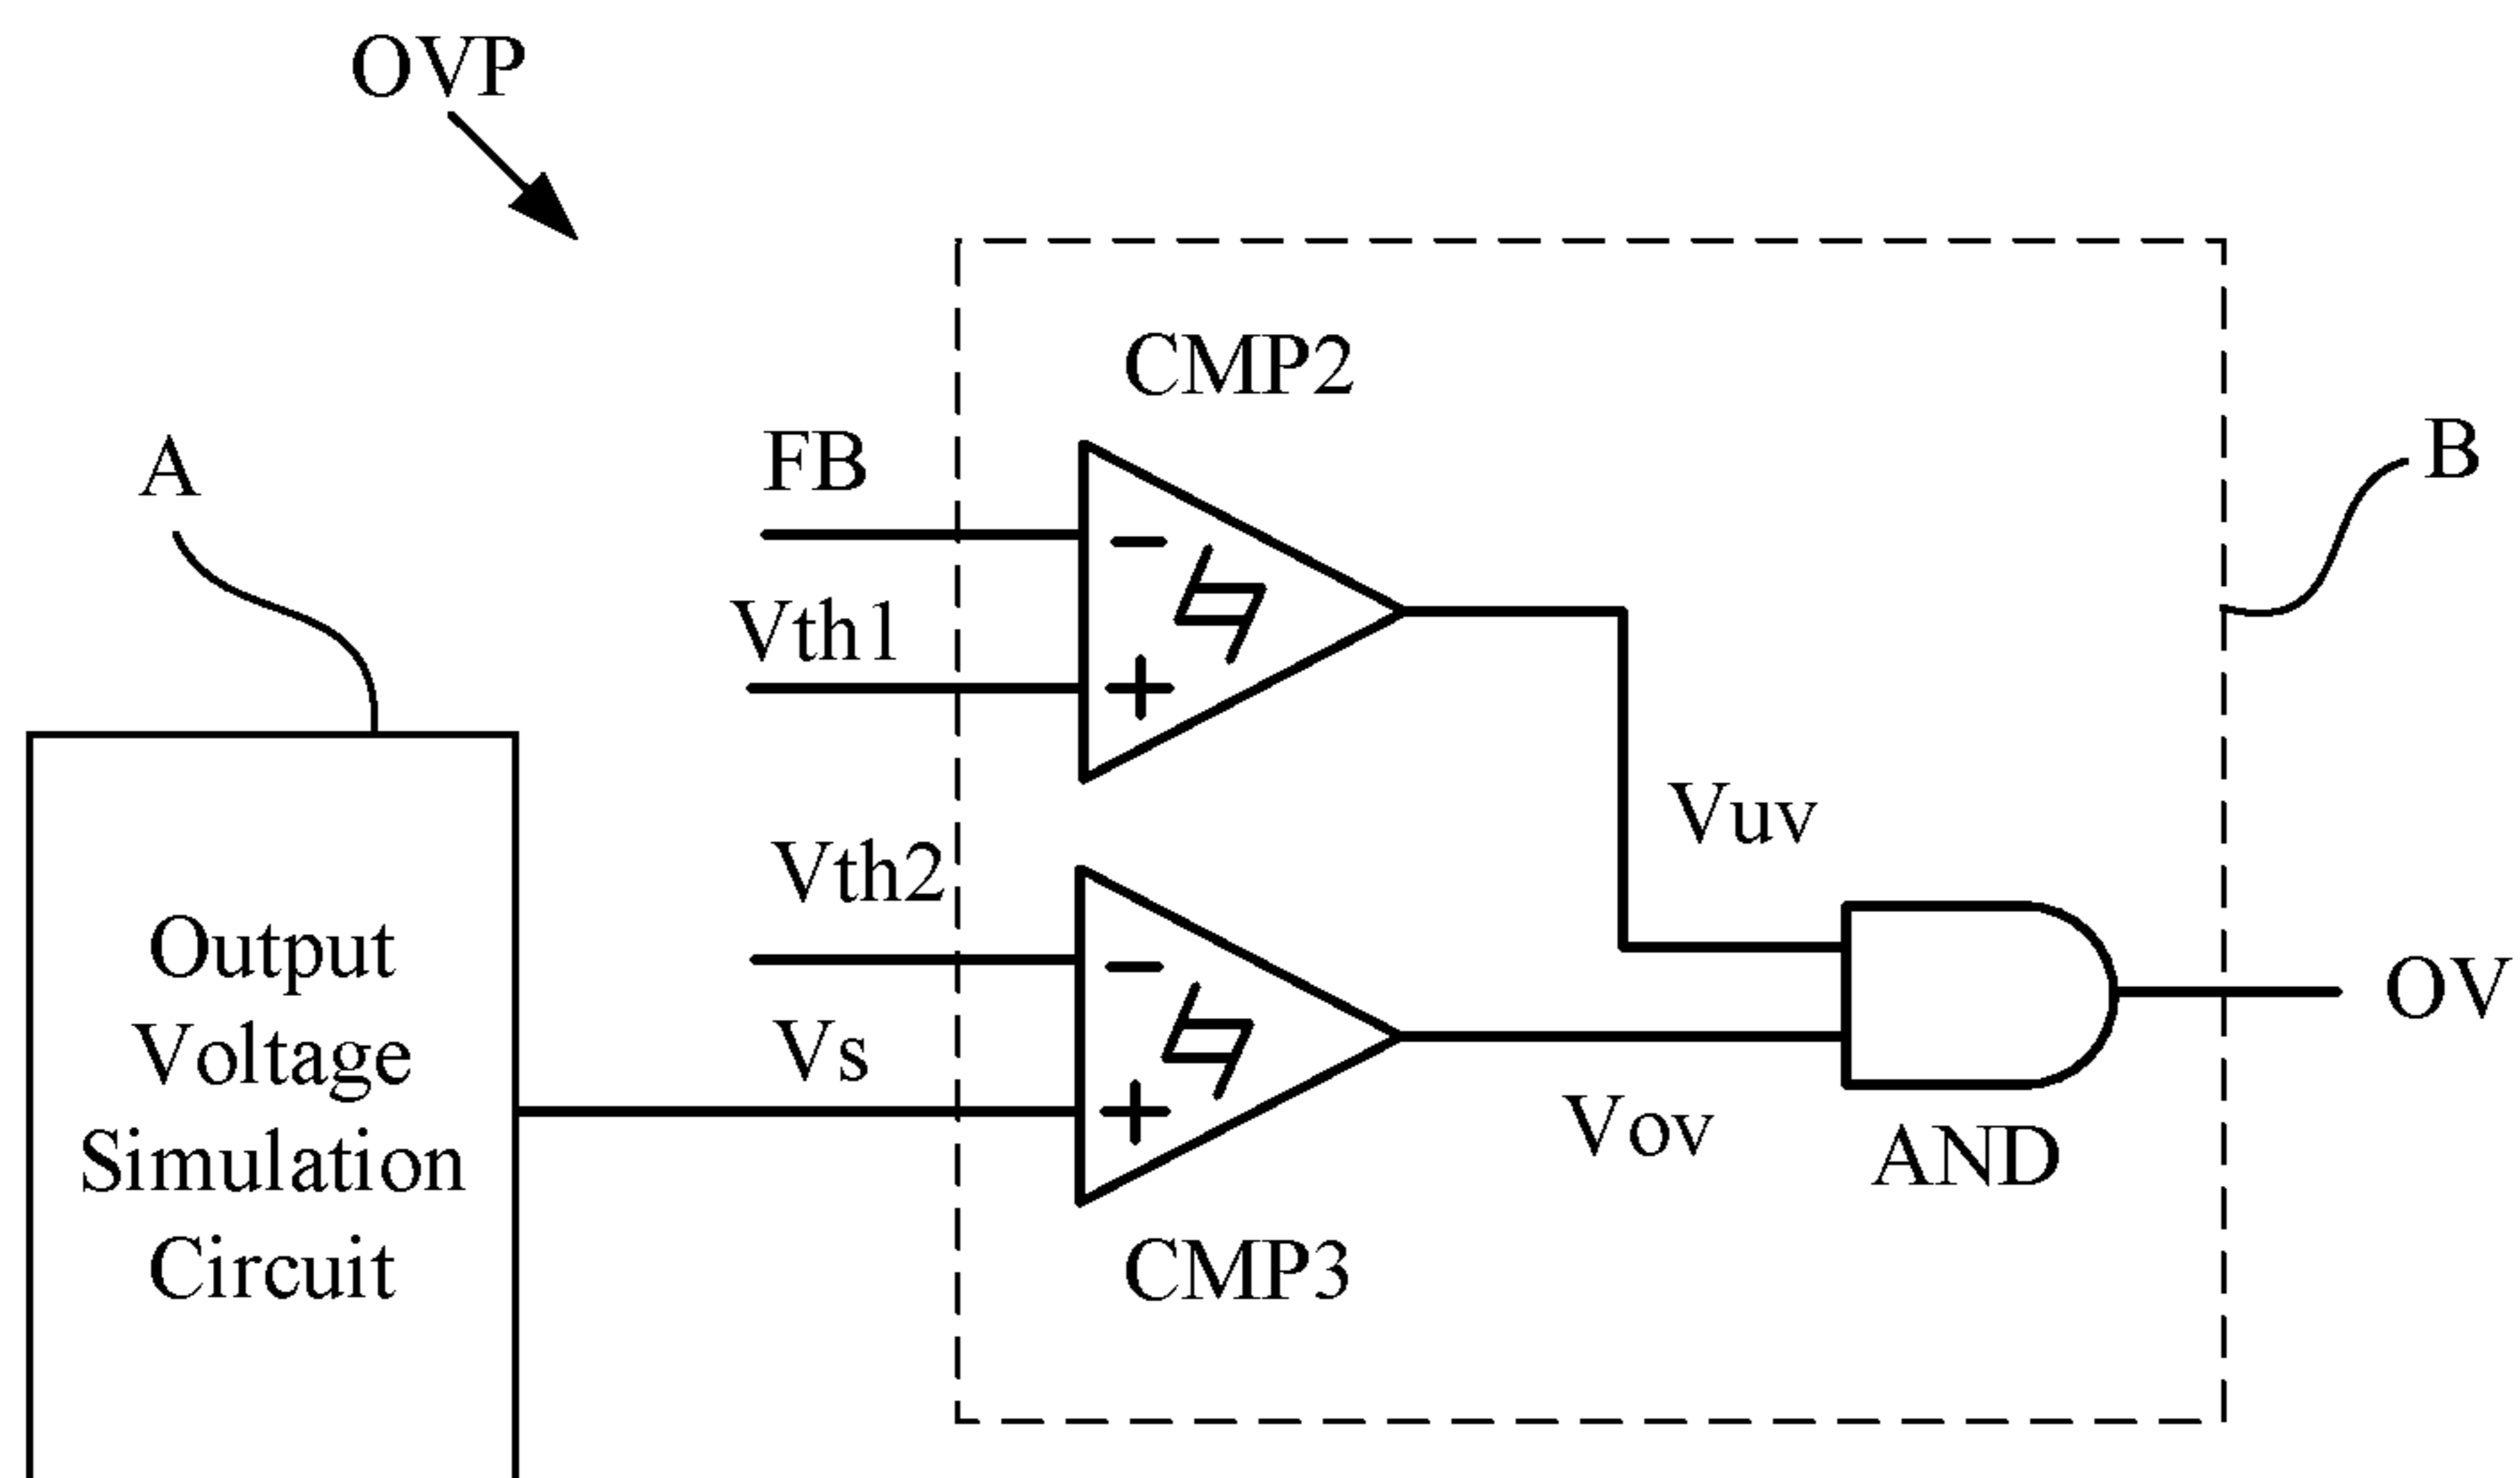 OVP
CMP2
FB
A
B
Vth1
Vuv
Vth2
Output
Voltage
Simulation
Circuit
Vs
OV
Vov
AND
CMP3